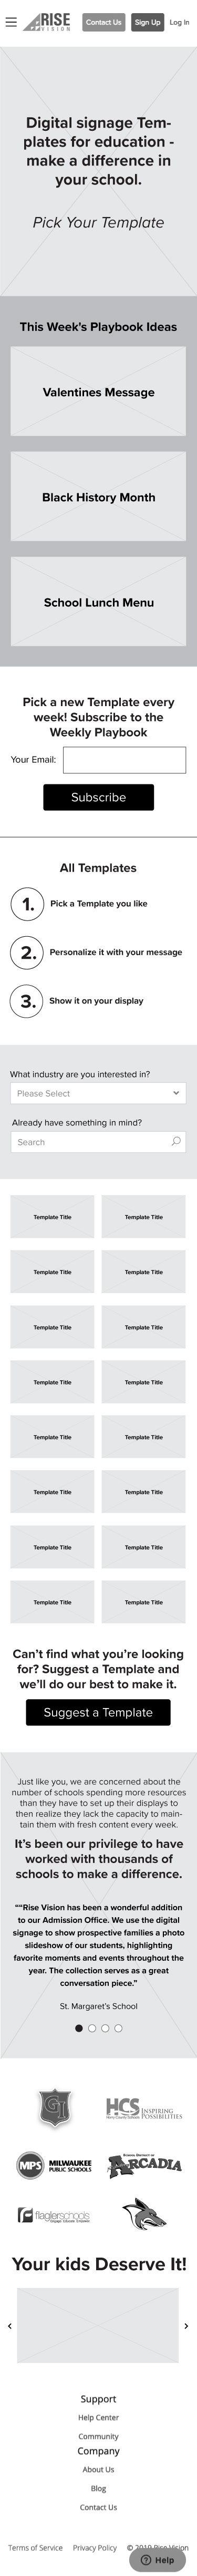 RISE
VISION
Contact Us
Sign Up
Log In
Digital signage Tem-
plates for education -
make a difference in
your school.
Pick Your Template
This Week's Playbook Ideas
Valentines Message
Black History Month
School Lunch Menu
Pick a new Template every
week! Subscribe to the
Weekly Playbook
Your Email:
Subscribe
All Templates
1. Pick a Template you like
2. Personalize it with your message
3. Show it on your display
What industry are you interested in?
Please Select
Already have something in mind?
Search
Template Title Template Title
Template Title Template Title
Template Title Template Title
Template Title Template Title
Template Title Template Title
Template Title Template Title
Template Title Template Title
Template Title Template Title
Can't find what you're looking
for? Suggest a Template and
we'll do our best to make it.
Suggest a Template
Just like you, we are concerned about the
number of schools spending more resources
than they have to set up their displays to
then realize they lack the capacity to main-
tain them with fresh content every week.
It's been our privilege to have
worked with thousands of
schools to make a difference.
““Rise Vision has been a wonderful addition
to our Admission Office. We use the digital
signage to show prospective families a photo
slideshow of our students, highlighting
favorite moments and events throughout the
year. The collection serves as a great
conversation piece.”
St. Margaret's School
HCS INSPIRING
POSSIBILITIES
Horry County Schools
MPS MILWAUKEE
PUBLIC SCHOOLS
ARCADIA
flaglerschools
Your kids Deserve It!
Support
Help Center
Community
Company
About Us
Blog
Contact Us
Terms of Service Privacy Policy © 2019 Rise Vision
Help